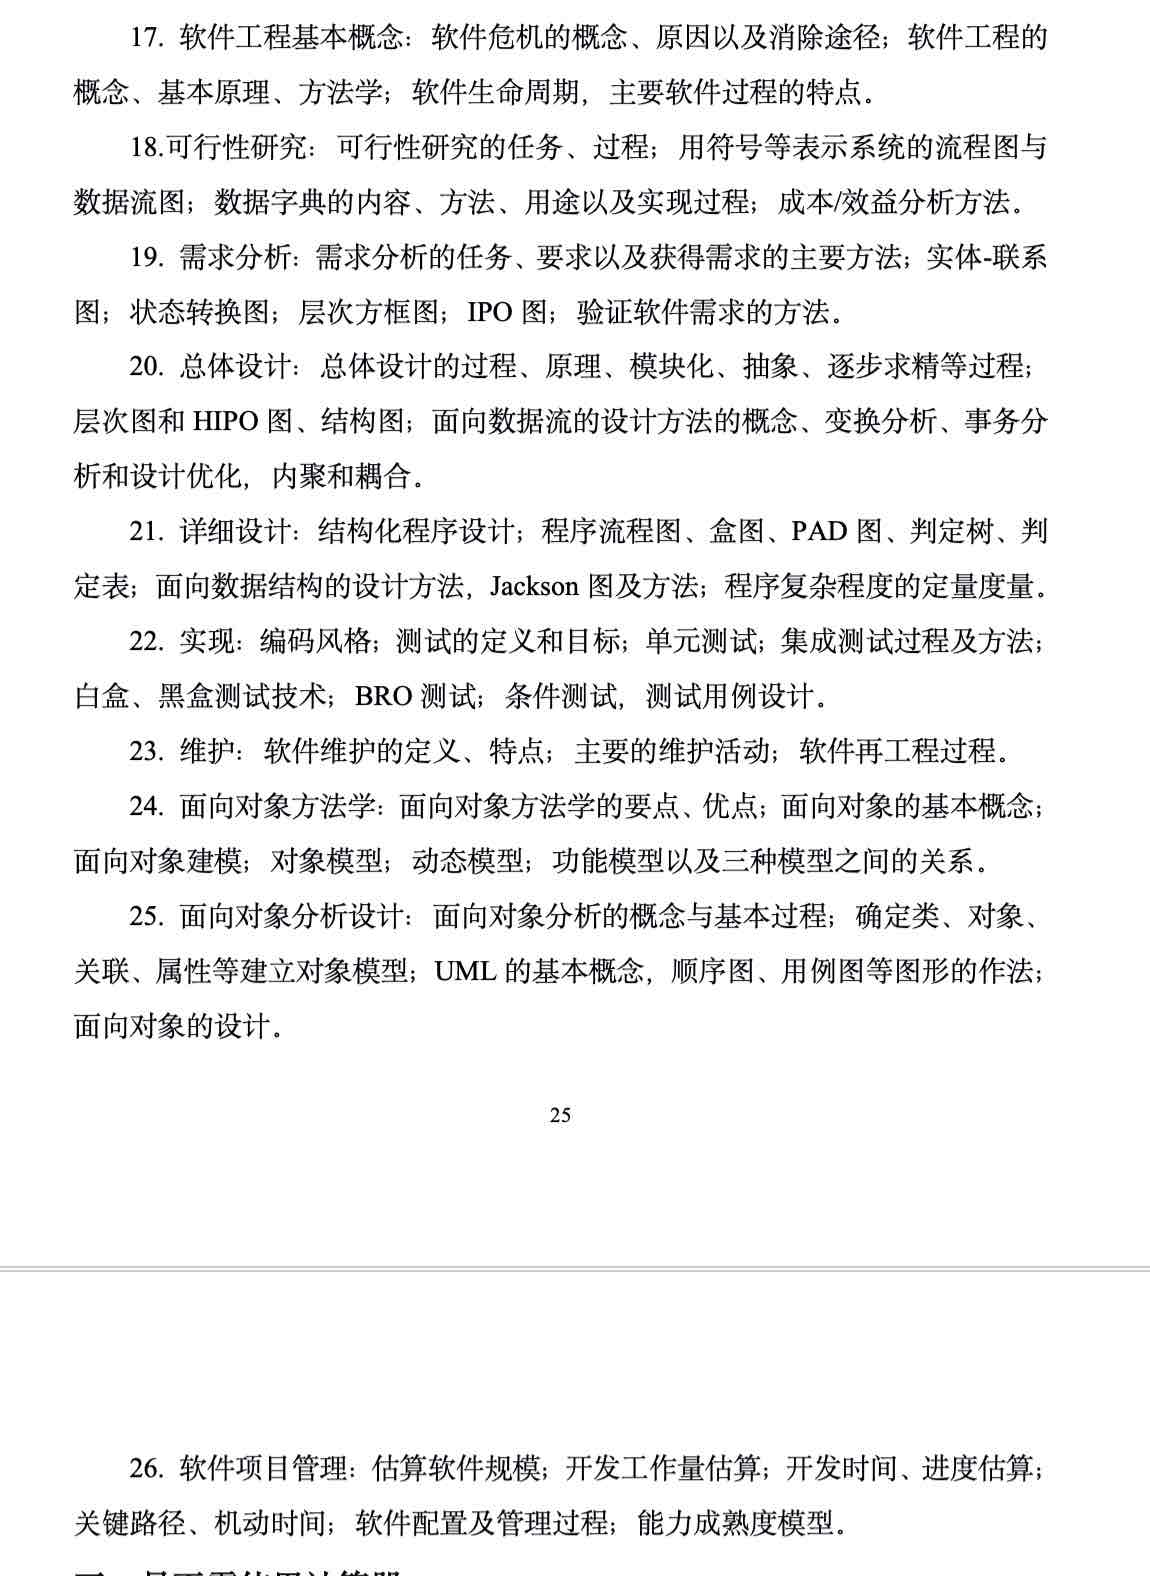 17. 软件工程基本概念：软件危机的概念、原因以及消除途径；软件工程的
概念、基本原理、方法学；软件生命周期，主要软件过程的特点。
18.可行性研究：可行性研究的任务、过程；用符号等表示系统的流程图与
数据流图；数据字典的内容、方法、用途以及实现过程；成本/效益分析方法。
19. 需求分析：需求分析的任务、要求以及获得需求的主要方法；实体-联系
图；状态转换图；层次方框图；IPO 图；验证软件需求的方法。
20. 总体设计：总体设计的过程、原理、模块化、抽象、逐步求精等过程；
层次图和 HIPO 图、结构图；面向数据流的设计方法的概念、变换分析、事务分
析和设计优化，内聚和耦合。
21. 详细设计：结构化程序设计；程序流程图、盒图、PAD 图、判定树、判
定表；面向数据结构的设计方法，Jackson 图及方法；程序复杂程度的定量度量。
22. 实现：编码风格；测试的定义和目标；单元测试；集成测试过程及方法；
白盒、黑盒测试技术；BRO 测试；条件测试，测试用例设计。
23. 维护：软件维护的定义、特点；主要的维护活动；软件再工程过程。
24. 面向对象方法学：面向对象方法学的要点、优点；面向对象的基本概念；
面向对象建模；对象模型；动态模型；功能模型以及三种模型之间的关系。
25. 面向对象分析设计：面向对象分析的概念与基本过程；确定类、对象、
关联、属性等建立对象模型；UML 的基本概念，顺序图、用例图等图形的作法；
面向对象的设计。
25
26. 软件项目管理：估算软件规模；开发工作量估算；开发时间、进度估算；
关键路径、机动时间；软件配置及管理过程；能力成熟度模型。